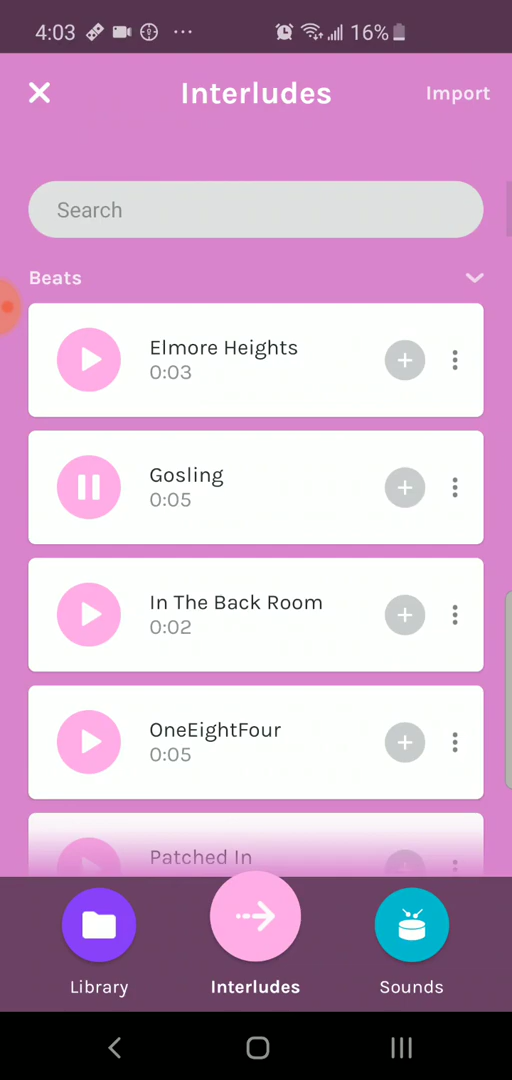 4:03
16%
Interludes
Import
Search
Beats
Elmore Heights
0:03
Gosling
0:05
In The Back Room
0:02
OneEightFour
0:05
Patched In
Library
Interludes
Sounds